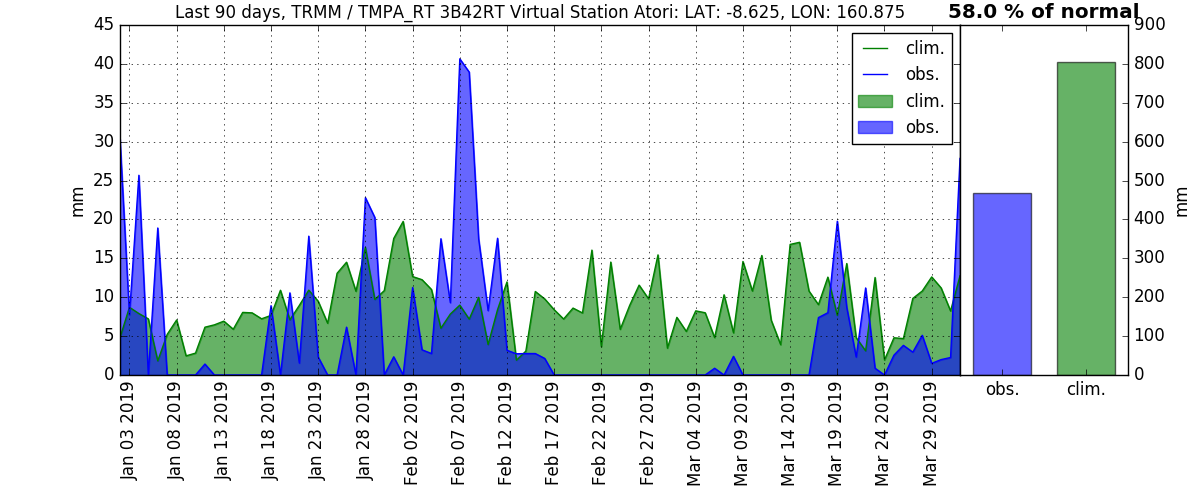 Last 90 days, TRMM / TMPA_RT 3B42RT Virtual Station Atori: LAT: -8.625, LON: 160.875
58.0 % of normal
45
40
35
30
25
20
15
10
5
0
mm
clim.
obs.
clim.
obs.
Jan 03 2019
Jan 08 2019
Jan 13 2019
Jan 18 2019
Jan 23 2019
Jan 28 2019
Feb 02 2019
Feb 07 2019
Feb 12 2019
Feb 17 2019
Feb 22 2019
Feb 27 2019
Mar 04 2019
Mar 09 2019
Mar 14 2019
Mar 19 2019
Mar 24 2019
Mar 29 2019
900
800
700
600
500
400
300
200
100
0
mm
obs.
clim.